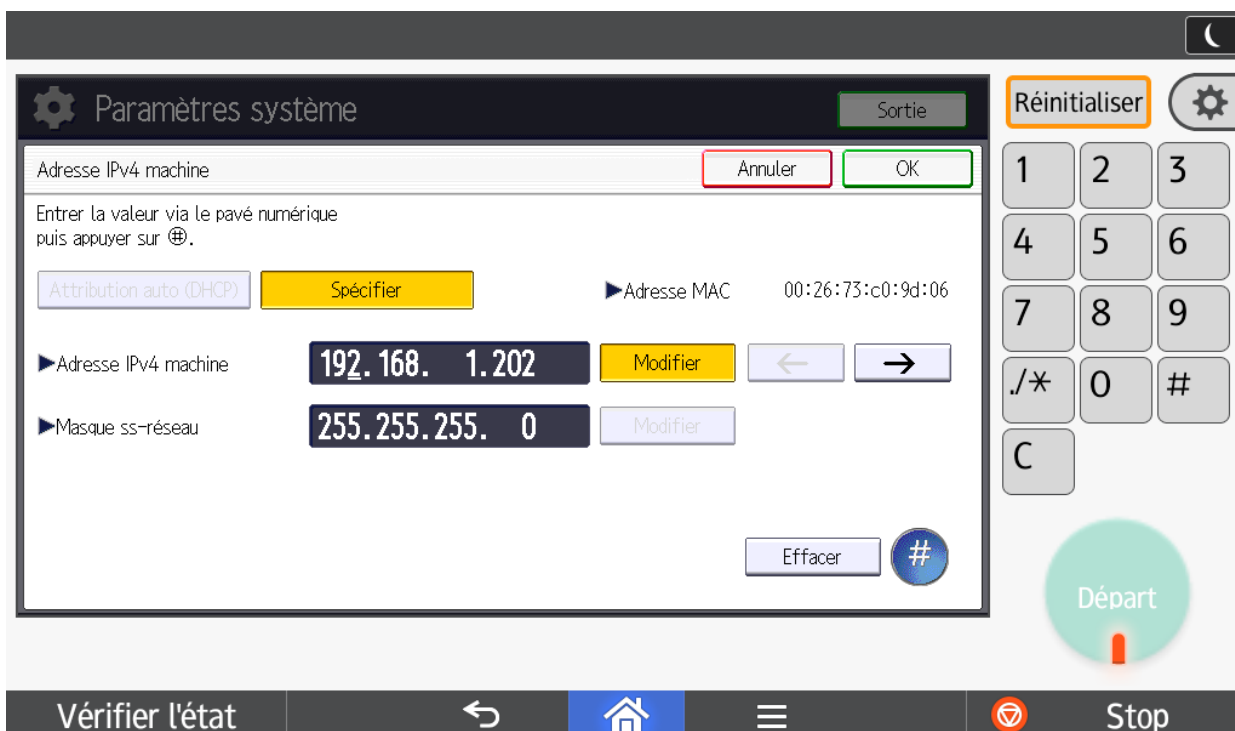 Paramètres système
Sortie
Réinitialiser
Adresse IPv4 machine
Annuler
OK
Entrer la valeur via le pavé numérique
puis appuyer sur ⌗.
Attribution auto (DHCP)
Spécifier
►Adresse MAC 00:26:73:c0:9d:06
►Adresse IPv4 machine 192.168. 1.202 Modifier ← →
►Masque ss-réseau 255.255.255. 0 Modifier
Effacer
#
1 2 3
4 5 6
7 8 9
./* 0 #
C
Départ
Vérifier l'état
Stop